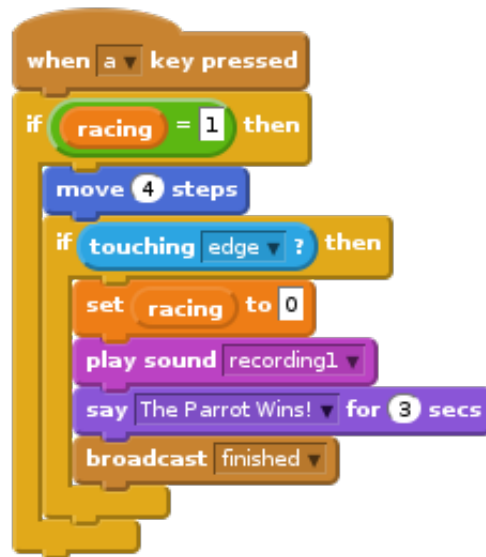 when a key pressed
if racing = 1 then
move 4 steps
if touching edge ? then
set racing to 0
play sound recording1
say The Parrot Wins! for 3 secs
broadcast finished